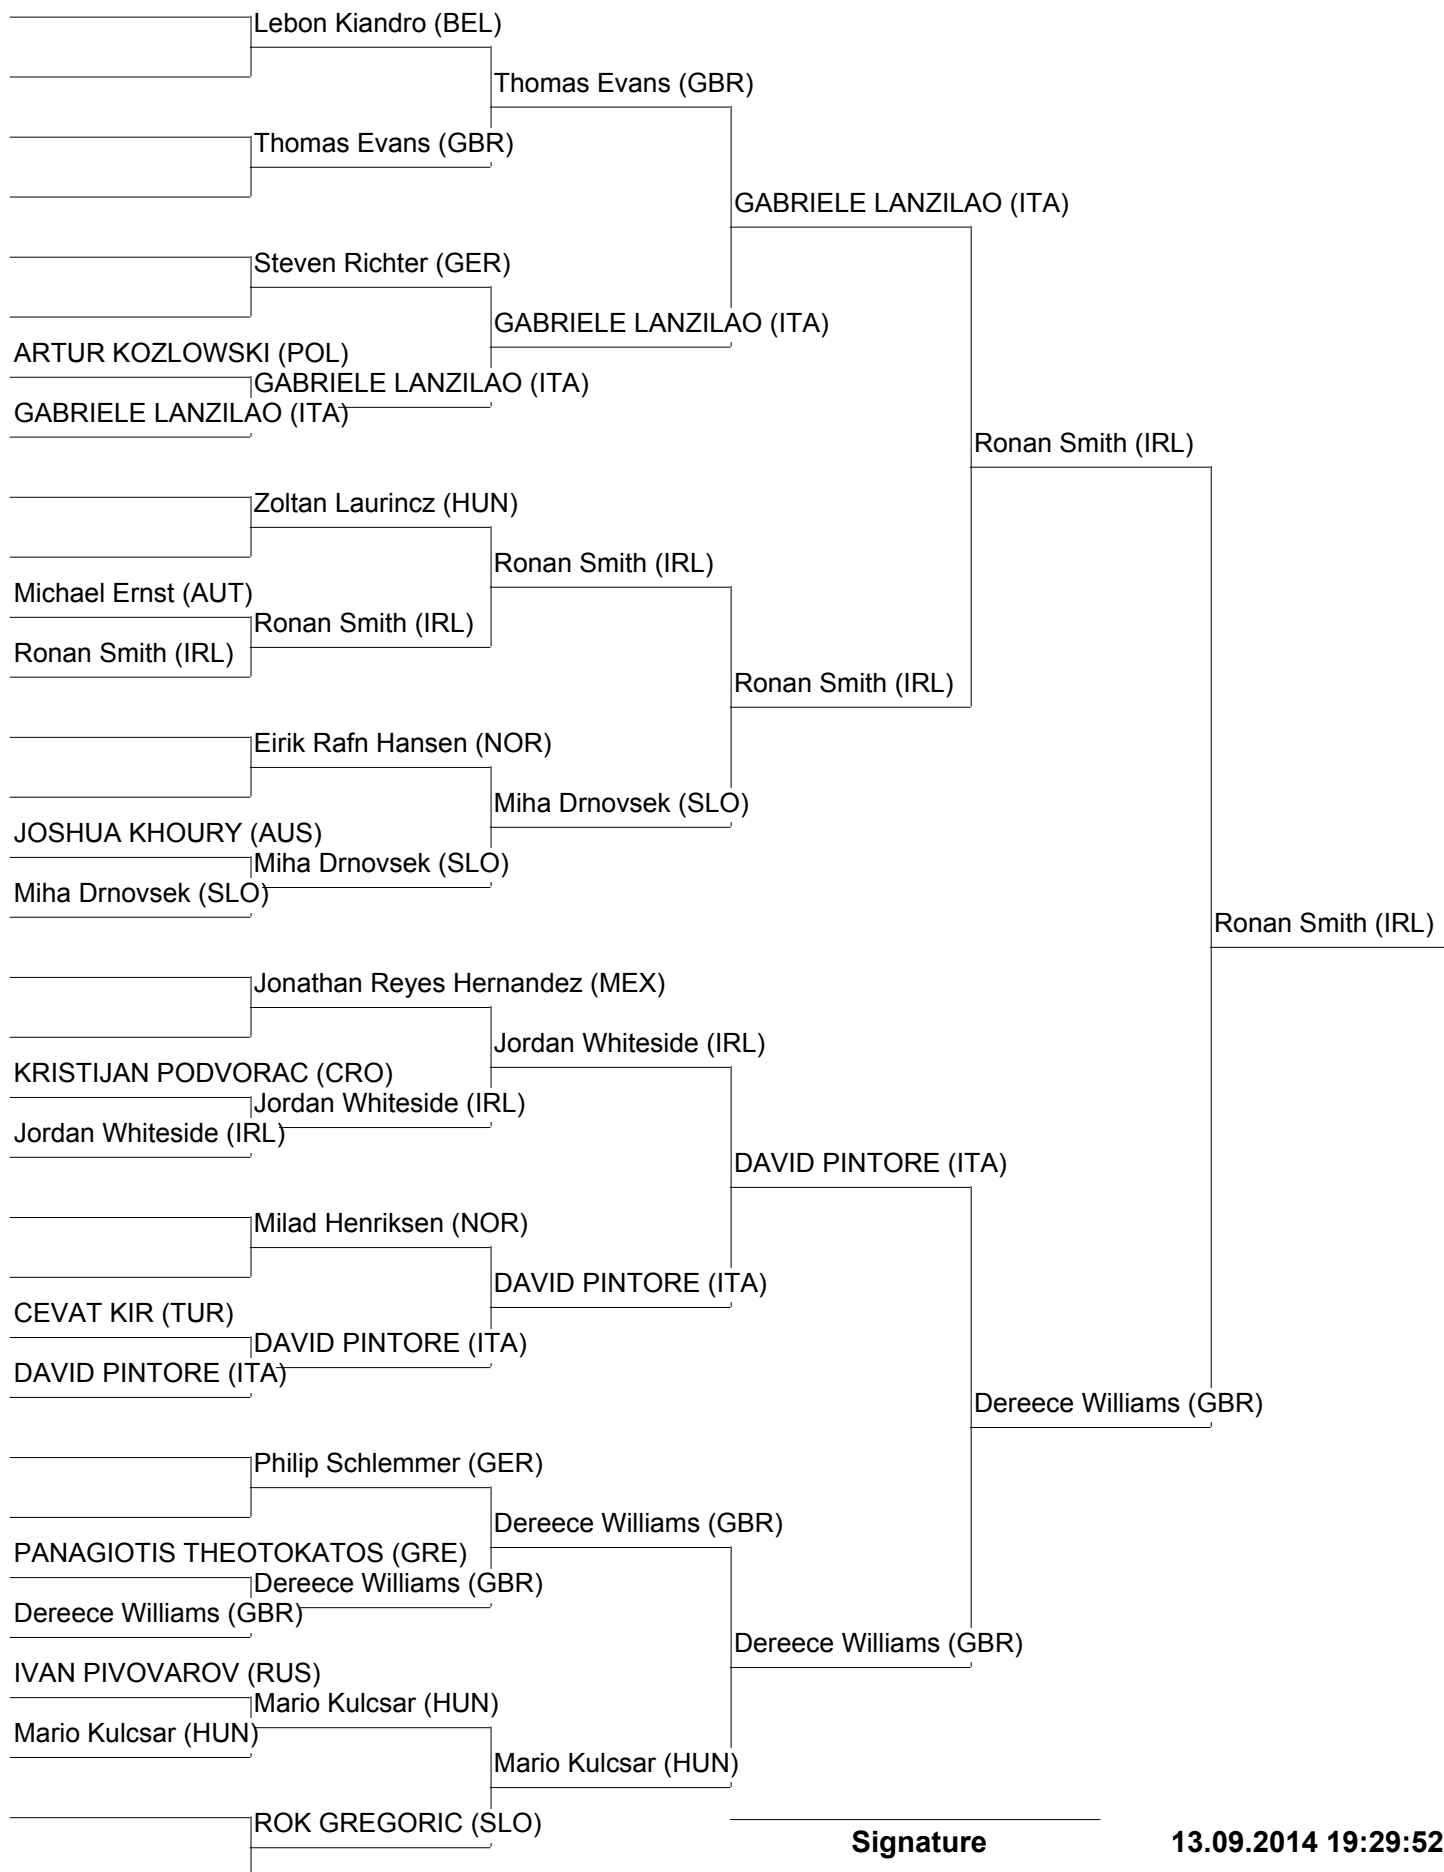 Lebon Kiandro (BEL)
Thomas Evans (GBR)
Thomas Evans (GBR)
GABRIELE LANZILAO (ITA)
Steven Richter (GER)
GABRIELE LANZILAO (ITA)
ARTUR KOZLOWSKI (POL)
GABRIELE LANZILAO (ITA)
GABRIELE LANZILAO (ITA)
Ronan Smith (IRL)
Zoltan Laurincz (HUN)
Ronan Smith (IRL)
Michael Ernst (AUT)
Ronan Smith (IRL)
Ronan Smith (IRL)
Ronan Smith (IRL)
Eirik Rafn Hansen (NOR)
Miha Drnovsek (SLO)
JOSHUA KHOURY (AUS)
Miha Drnovsek (SLO)
Miha Drnovsek (SLO)
Ronan Smith (IRL)
Jonathan Reyes Hernandez (MEX)
Jordan Whiteside (IRL)
KRISTIJAN PODVORAC (CRO)
Jordan Whiteside (IRL)
Jordan Whiteside (IRL)
DAVID PINTORE (ITA)
Milad Henriksen (NOR)
DAVID PINTORE (ITA)
CEVAT KIR (TUR)
DAVID PINTORE (ITA)
DAVID PINTORE (ITA)
Dereece Williams (GBR)
Philip Schlemmer (GER)
Dereece Williams (GBR)
PANAGIOTIS THEOTOKATOS (GRE)
Dereece Williams (GBR)
Dereece Williams (GBR)
Dereece Williams (GBR)
IVAN PIVOVAROV (RUS)
Mario Kulcsar (HUN)
Mario Kulcsar (HUN)
Mario Kulcsar (HUN)
ROK GREGORIC (SLO)
Signature 13.09.2014 19:29:52